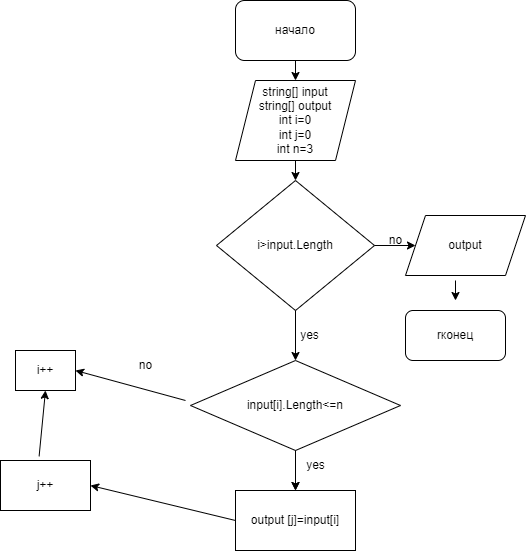 начало
string[] input
string[] output
int i=0
int j=0
int n=3
i>input.Length
no
output
yes
rконец
no
i++
input[i].Length<=n
yes
j++
output [j]=input[i]